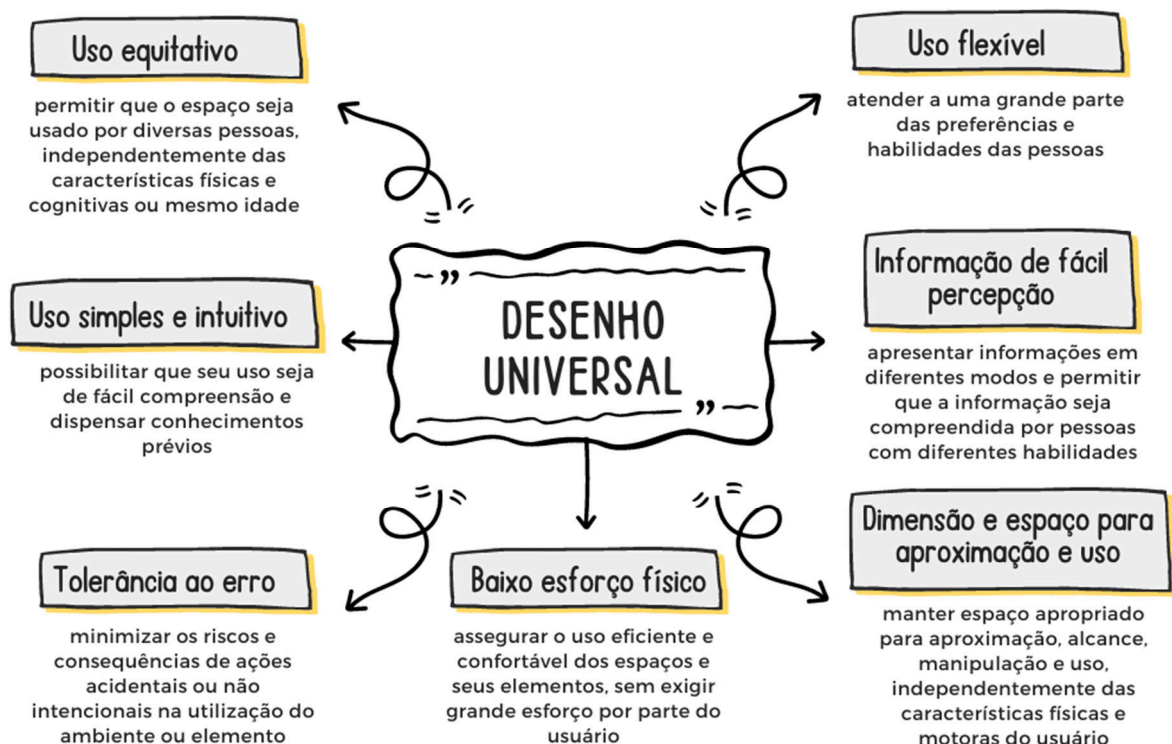 Uso equitativo
permitir que o espaço seja
usado por diversas pessoas,
independentemente das
características físicas e
cognitivas ou mesmo idade
Uso flexível
atender a uma grande parte
das preferências e
habilidades das pessoas
DESENHO
UNIVERSAL
Uso simples e intuitivo
possibilitar que seu uso seja
de fácil compreensão e
dispensar conhecimentos
prévios
Informação de fácil
percepção
apresentar informações em
diferentes modos e permitir
que a informação seja
compreendida por pessoas
com diferentes habilidades
Tolerância ao erro
minimizar os riscos e
consequências de ações
acidentais ou não
intencionais na utilização do
ambiente ou elemento
Baixo esforço físico
assegurar o uso eficiente e
confortável dos espaços e
seus elementos, sem exigir
grande esforço por parte do
usuário
Dimensão e espaço para
aproximação e uso
manter espaço apropriado
para aproximação, alcance,
manipulação e uso,
independentemente das
características físicas e
motoras do usuário